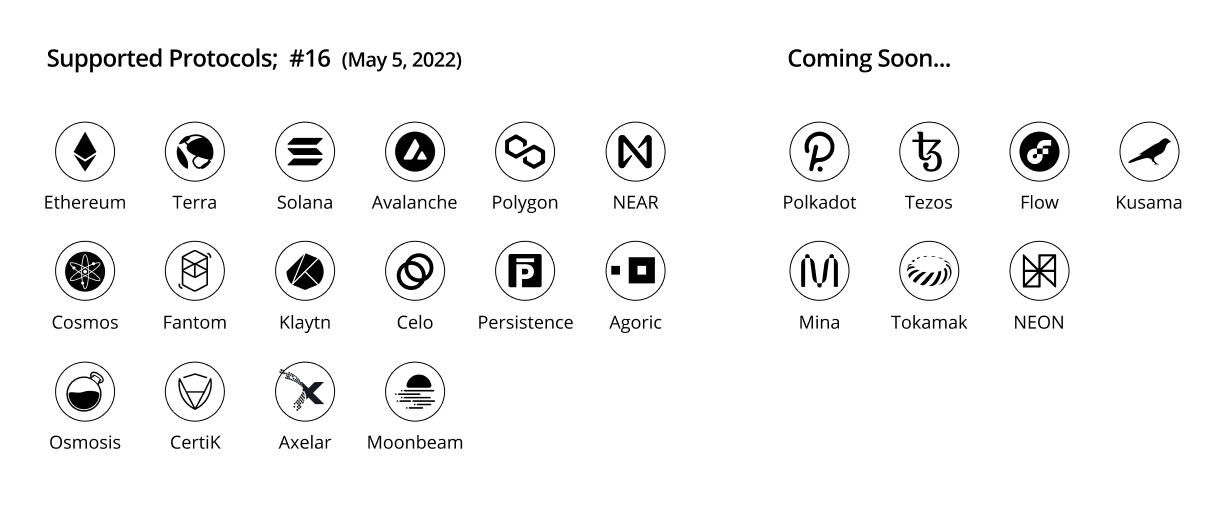 Supported Protocols; #16 (May 5, 2022)
Ethereum Terra Solana Avalanche Polygon NEAR
Cosmos Fantom Klaytn Celo Persistence Agoric
Osmosis CertiK Axelar Moonbeam
Coming Soon...
Polkadot Tezos Flow Kusama
Mina Tokamak NEON